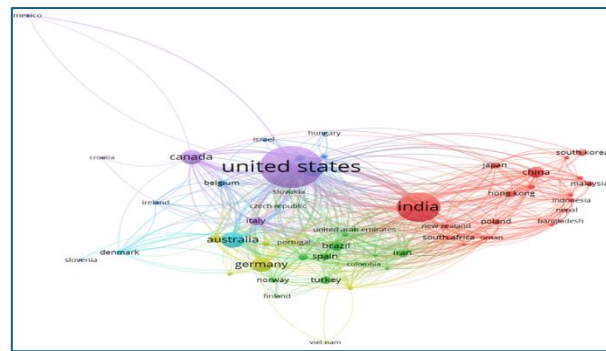 mexico
israel
hungary
croatia
canada
united states
south korea
japan
china
malaysia
belgium
slovakia
hong kong
indonesia
ireland
czech republic
india
nepal
italy
poland
bangladesh
new zealand
united arab emirates
australia
south africa
oman
portugal
brazil
denmark
spain
iran
slovenia
germany
colombia
norway
turkey
finland
vietnam